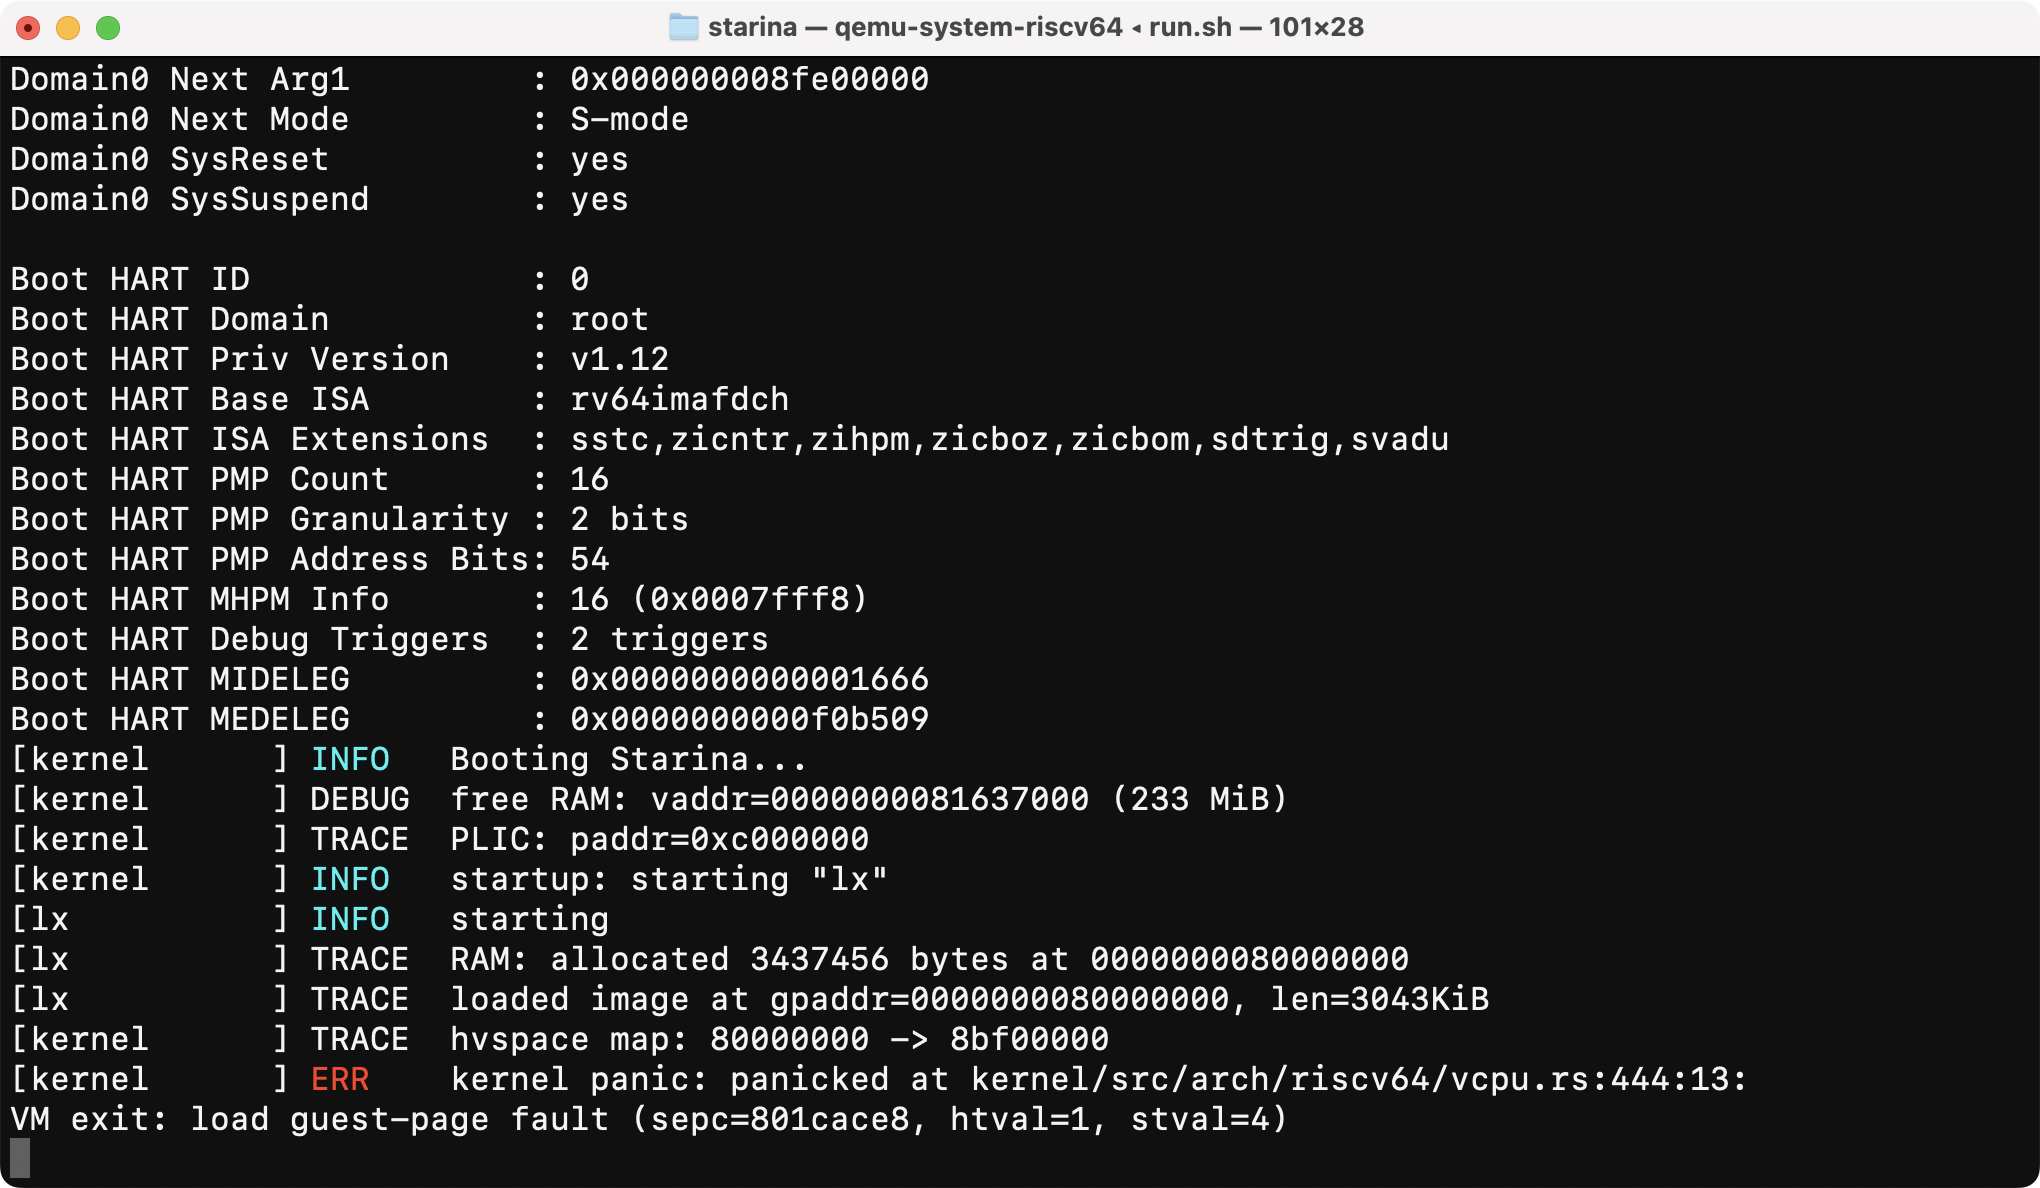 starina — qemu-system-riscv64 ◂ run.sh — 101×28
Domain0 Next Arg1         : 0x000000008fe00000
Domain0 Next Mode         : S-mode
Domain0 SysReset          : yes
Domain0 SysSuspend        : yes

Boot HART ID              : 0
Boot HART Domain          : root
Boot HART Priv Version    : v1.12
Boot HART Base ISA        : rv64imafdch
Boot HART ISA Extensions  : sstc,zicntr,zihpm,zicboz,zicbom,sdtrig,svadu
Boot HART PMP Count       : 16
Boot HART PMP Granularity : 2 bits
Boot HART PMP Address Bits: 54
Boot HART MHPM Info       : 16 (0x0007fff8)
Boot HART Debug Triggers  : 2 triggers
Boot HART MIDELEG         : 0x0000000000001666
Boot HART MEDELEG         : 0x0000000000f0b509
[kernel      ] INFO   Booting Starina...
[kernel      ] DEBUG  free RAM: vaddr=0000000081637000 (233 MiB)
[kernel      ] TRACE  PLIC: paddr=0xc000000
[kernel      ] INFO   startup: starting "lx"
[lx          ] INFO   starting
[lx          ] TRACE  RAM: allocated 3437456 bytes at 0000000080000000
[lx          ] TRACE  loaded image at gpaddr=0000000080000000, len=3043KiB
[kernel      ] TRACE  hvspace map: 80000000 -> 8bf00000
[kernel      ] ERR    kernel panic: panicked at kernel/src/arch/riscv64/vcpu.rs:444:13:
VM exit: load guest-page fault (sepc=801cace8, htval=1, stval=4)